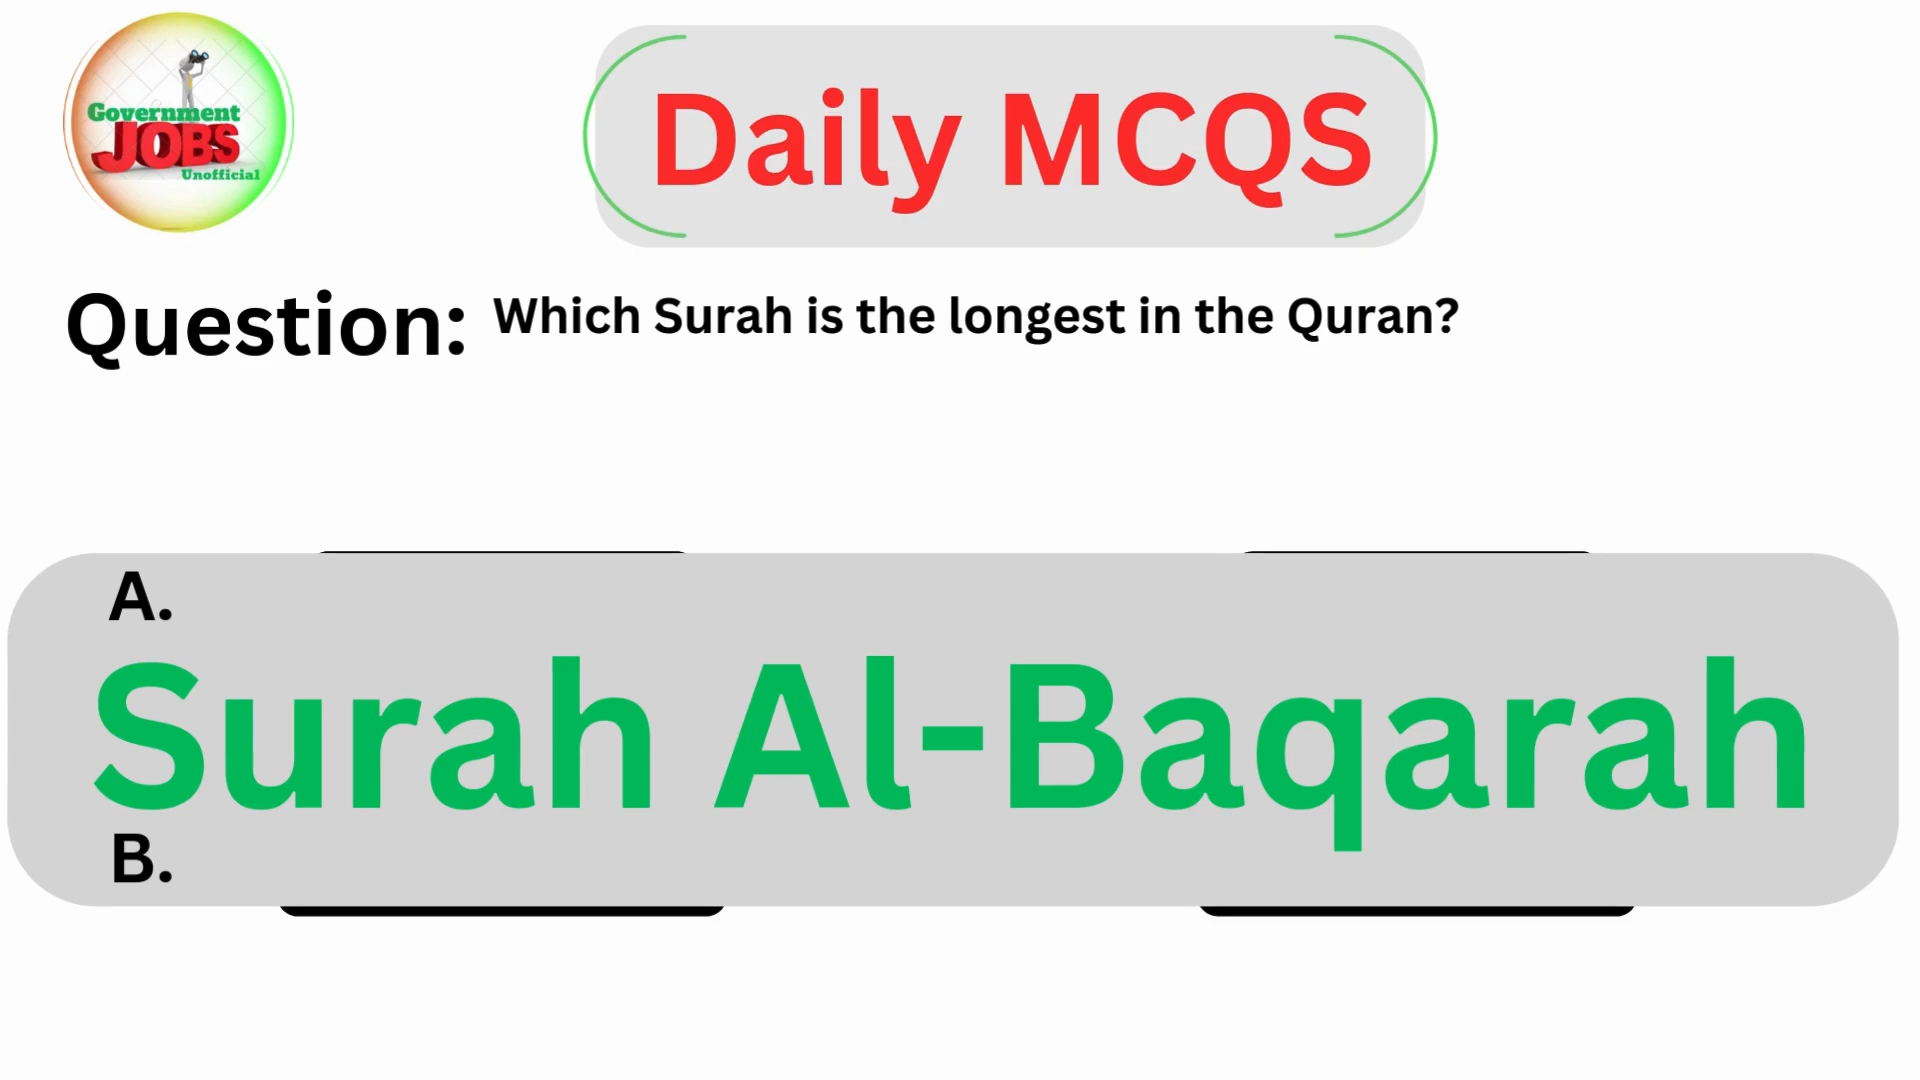 Government
JOBS
Unofficial
Daily MCQS
Question: Which Surah is the longest in the Quran?
A.
Surah Al-Baqarah
B.